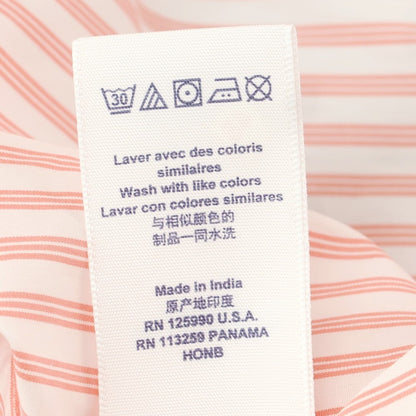 30
Laver avec des coloris
similaires
Wash with like colors
Lavar con colores similares
与相似颜色的
制品一同水洗
Made in India
原产地印度
RN 125990 U.S.A.
RN 113259 PANAMA
HONB